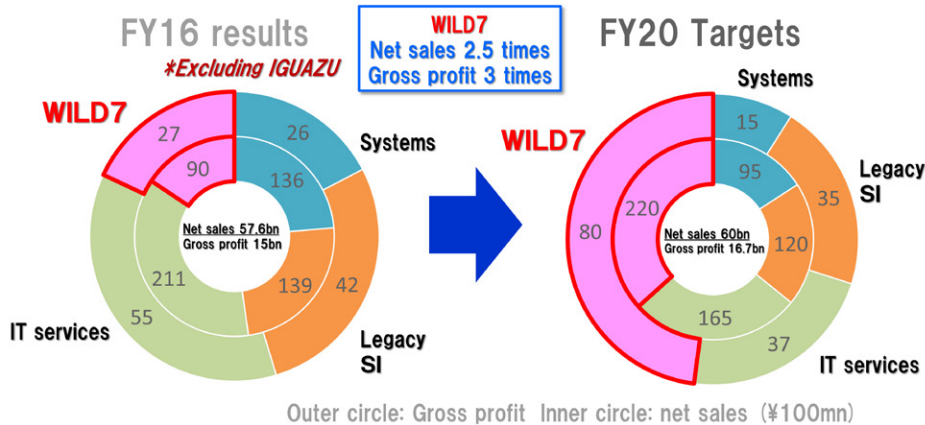 FY16 results
*Excluding IGUAZU
WILD7
Net sales 2.5 times
Gross profit 3 times
FY20 Targets
WILD7
27
90
26
136
Systems
Net sales 57.6bn
Gross profit 15bn
211
139
42
55
IT services
Legacy
SI
Systems
WILD7
15
95
Legacy
SI
35
80
220
Net sales 60bn
Gross profit 16.7bn
120
165
37
IT services
Outer circle: Gross profit Inner circle: net sales (¥100mn)